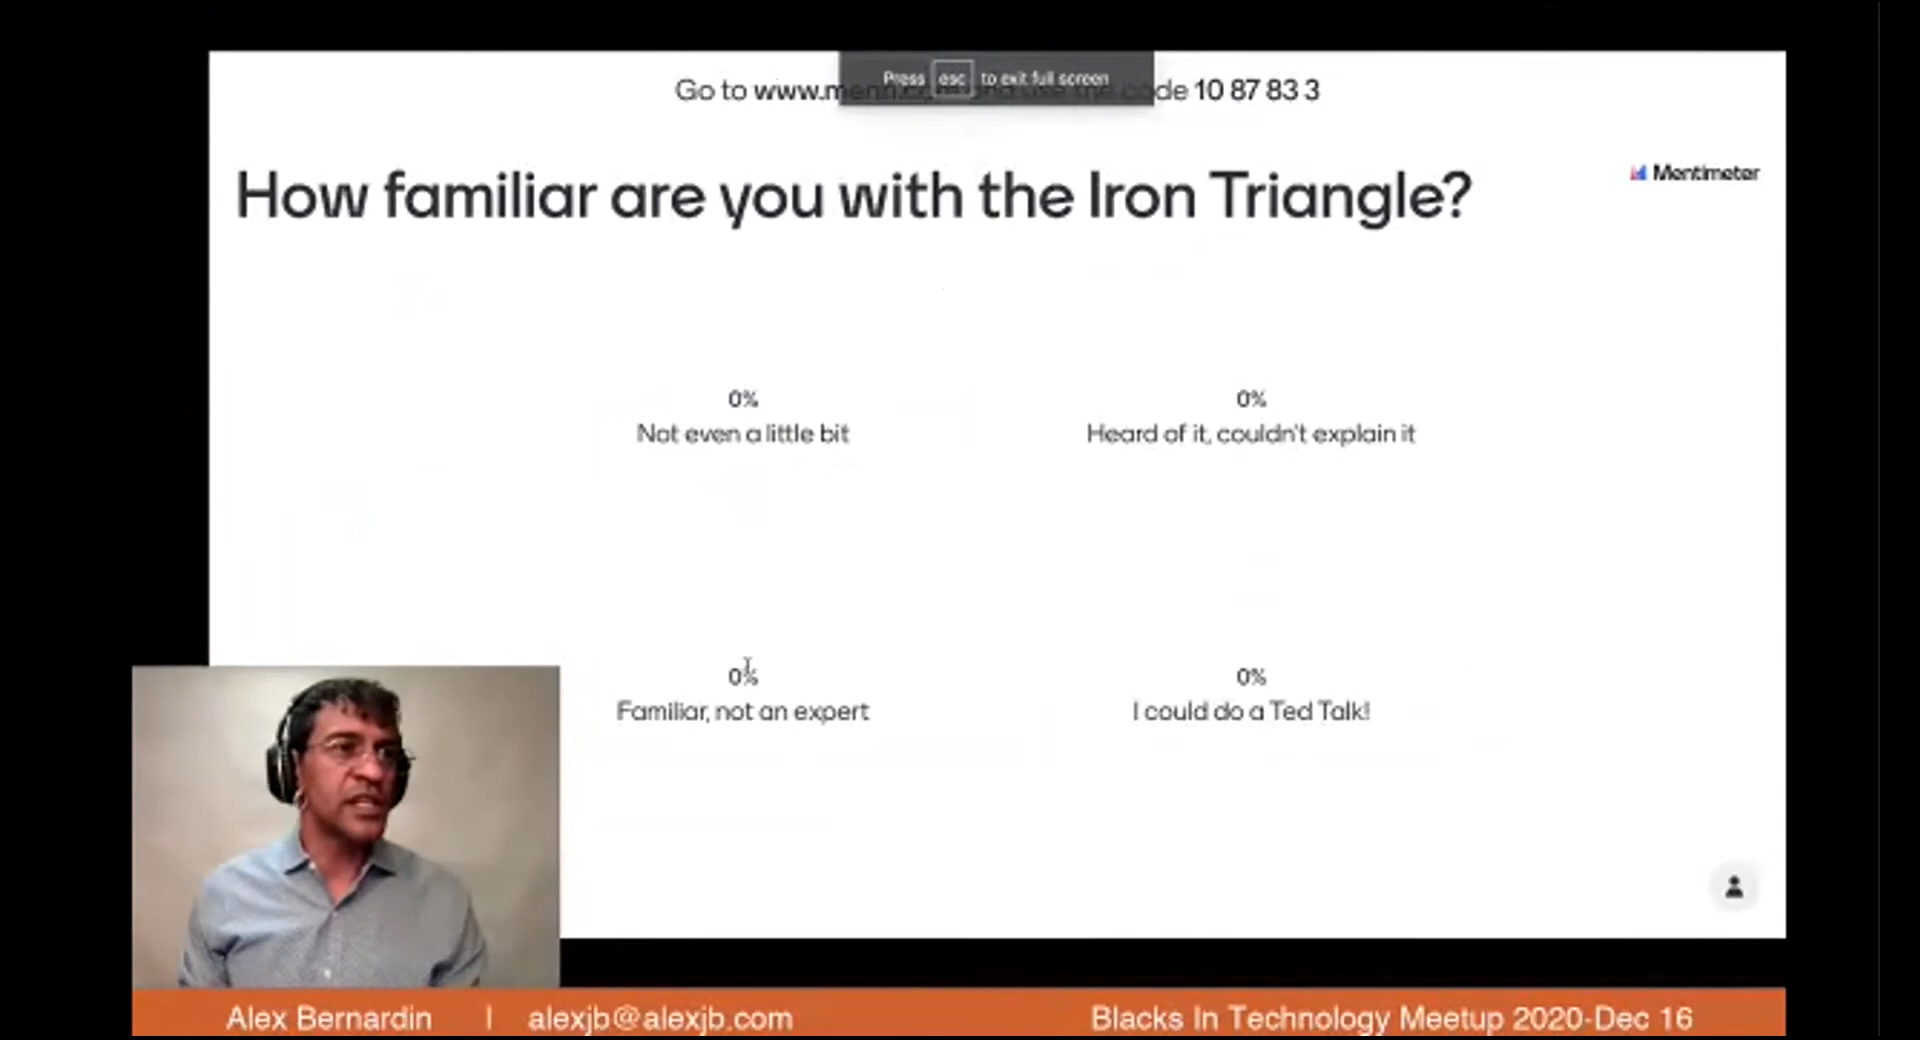 Press esc to exit full screen
Go to 10 87 83 3
How familiar are you with the Iron Triangle?
Mentimeter
0%
Not even a little bit
0%
Heard of it, couldn't explain it
0%
Familiar, not an expert
0%
I could do a Ted Talk!
Alex Bernardin | alexjb@alexjb.com
Blacks In Technology Meetup 2020-Dec 16